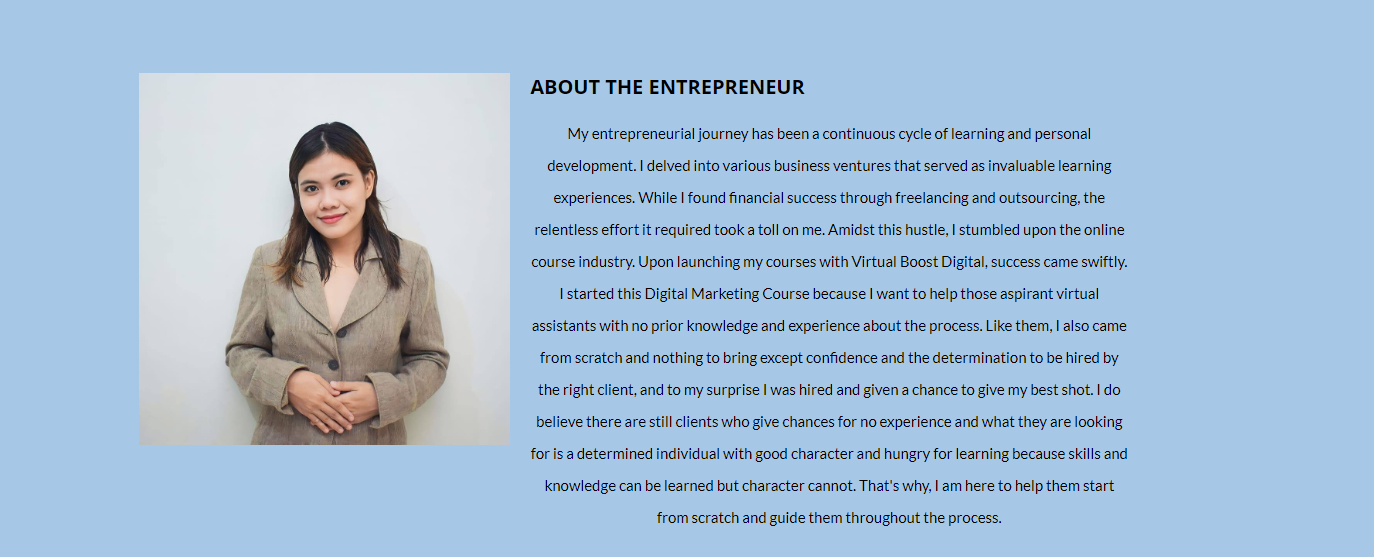 ABOUT THE ENTREPRENEUR
My entrepreneurial journey has been a continuous cycle of learning and personal
development. I delved into various business ventures that served as invaluable learning
experiences. While I found financial success through freelancing and outsourcing, the
relentless effort it required took a toll on me. Amidst this hustle, I stumbled upon the online
course industry. Upon launching my courses with Virtual Boost Digital, success came swiftly.
I started this Digital Marketing Course because I want to help those aspirant virtual
assistants with no prior knowledge and experience about the process. Like them, I also came
from scratch and nothing to bring except confidence and the determination to be hired by
the right client, and to my surprise I was hired and given a chance to give my best shot. I do
believe there are still clients who give chances for no experience and what they are looking
for is a determined individual with good character and hungry for learning because skills and
knowledge can be learned but character cannot. That's why, I am here to help them start
from scratch and guide them throughout the process.